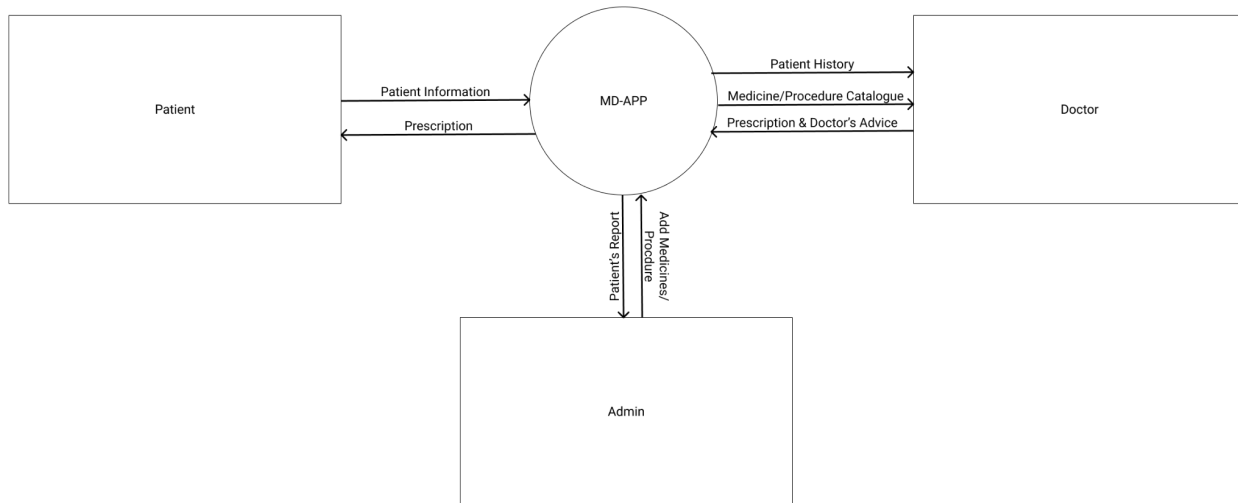 Patient
Patient Information
Prescription
MD-APP
Patient History
Medicine/Procedure Catalogue
Prescription & Doctor's Advice
Doctor
Patient's Report
Add Medicines/
Procdure
Admin